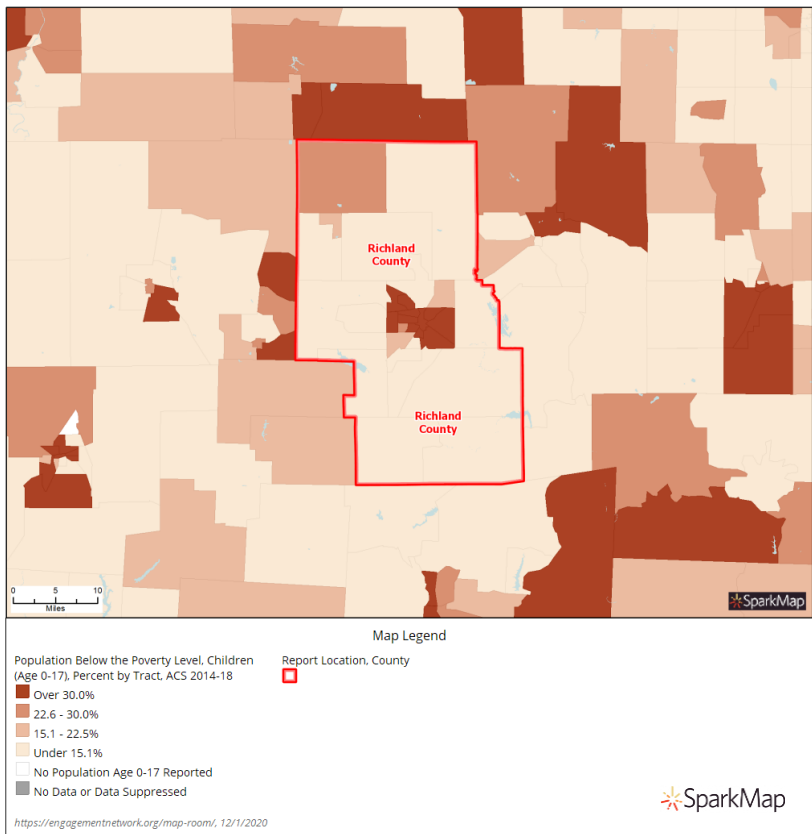 Richland
County
Richland
County
0 5 10
Miles
SparkMap
Map Legend
Population Below the Poverty Level, Children
(Age 0-17), Percent by Tract, ACS 2014-18
Over 30.0%
22.6 - 30.0%
15.1 - 22.5%
Under 15.1%
No Population Age 0-17 Reported
No Data or Data Suppressed
Report Location, County
SparkMap
https://engagementnetwork.org/map-room/, 12/1/2020